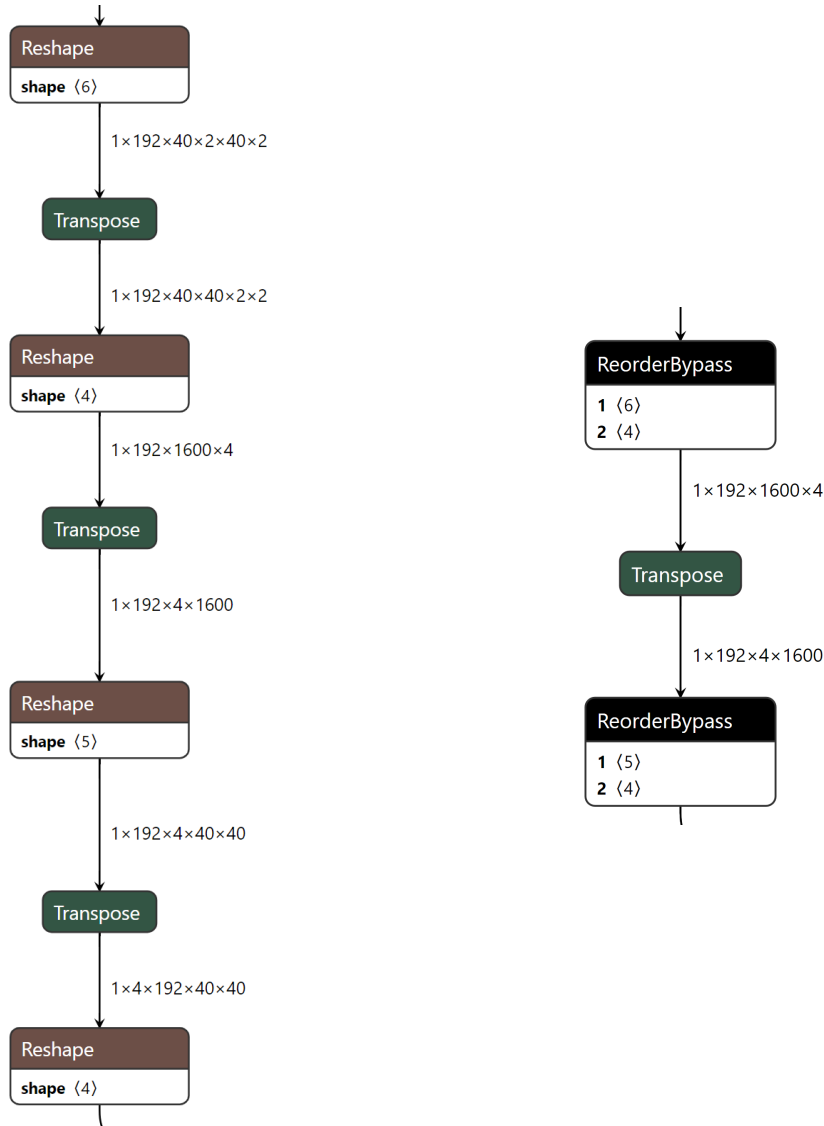 Reshape
shape ⟨6⟩
1×192×40×2×40×2
Transpose
1×192×40×40×2×2
Reshape
shape ⟨4⟩
1×192×1600×4
Transpose
1×192×4×1600
Reshape
shape ⟨5⟩
1×192×4×40×40
Transpose
1×4×192×40×40
Reshape
shape ⟨4⟩
ReorderBypass
1 ⟨6⟩
2 ⟨4⟩
1×192×1600×4
Transpose
1×192×4×1600
ReorderBypass
1 ⟨5⟩
2 ⟨4⟩